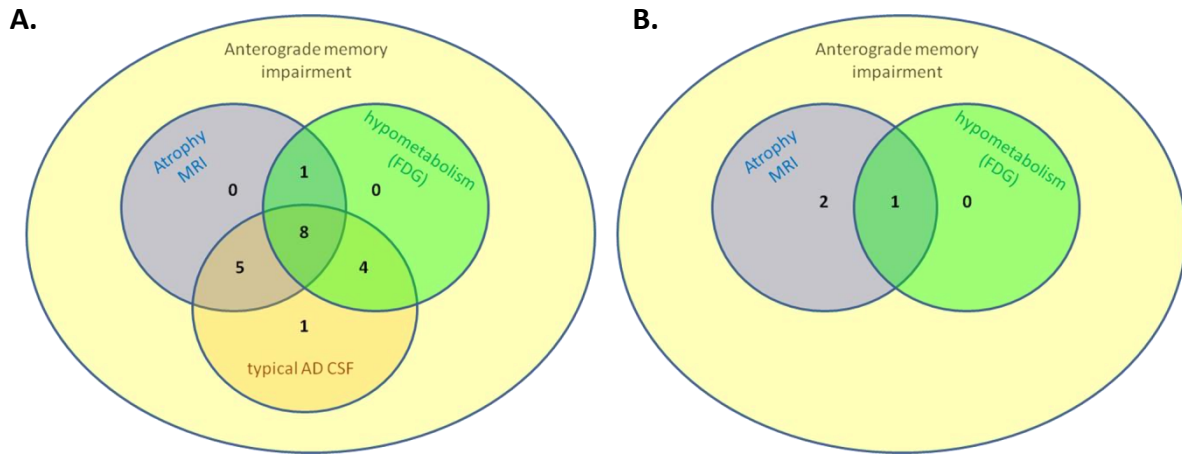 A.
Anterograde memory
impairment
Atrophy
MRI
hypometabolism
(FDG)
1
0
0
8
5
4
1
typical AD CSF
B.
Anterograde memory
impairment
Atrophy
MRI
hypometabolism
(FDG)
2
1
0